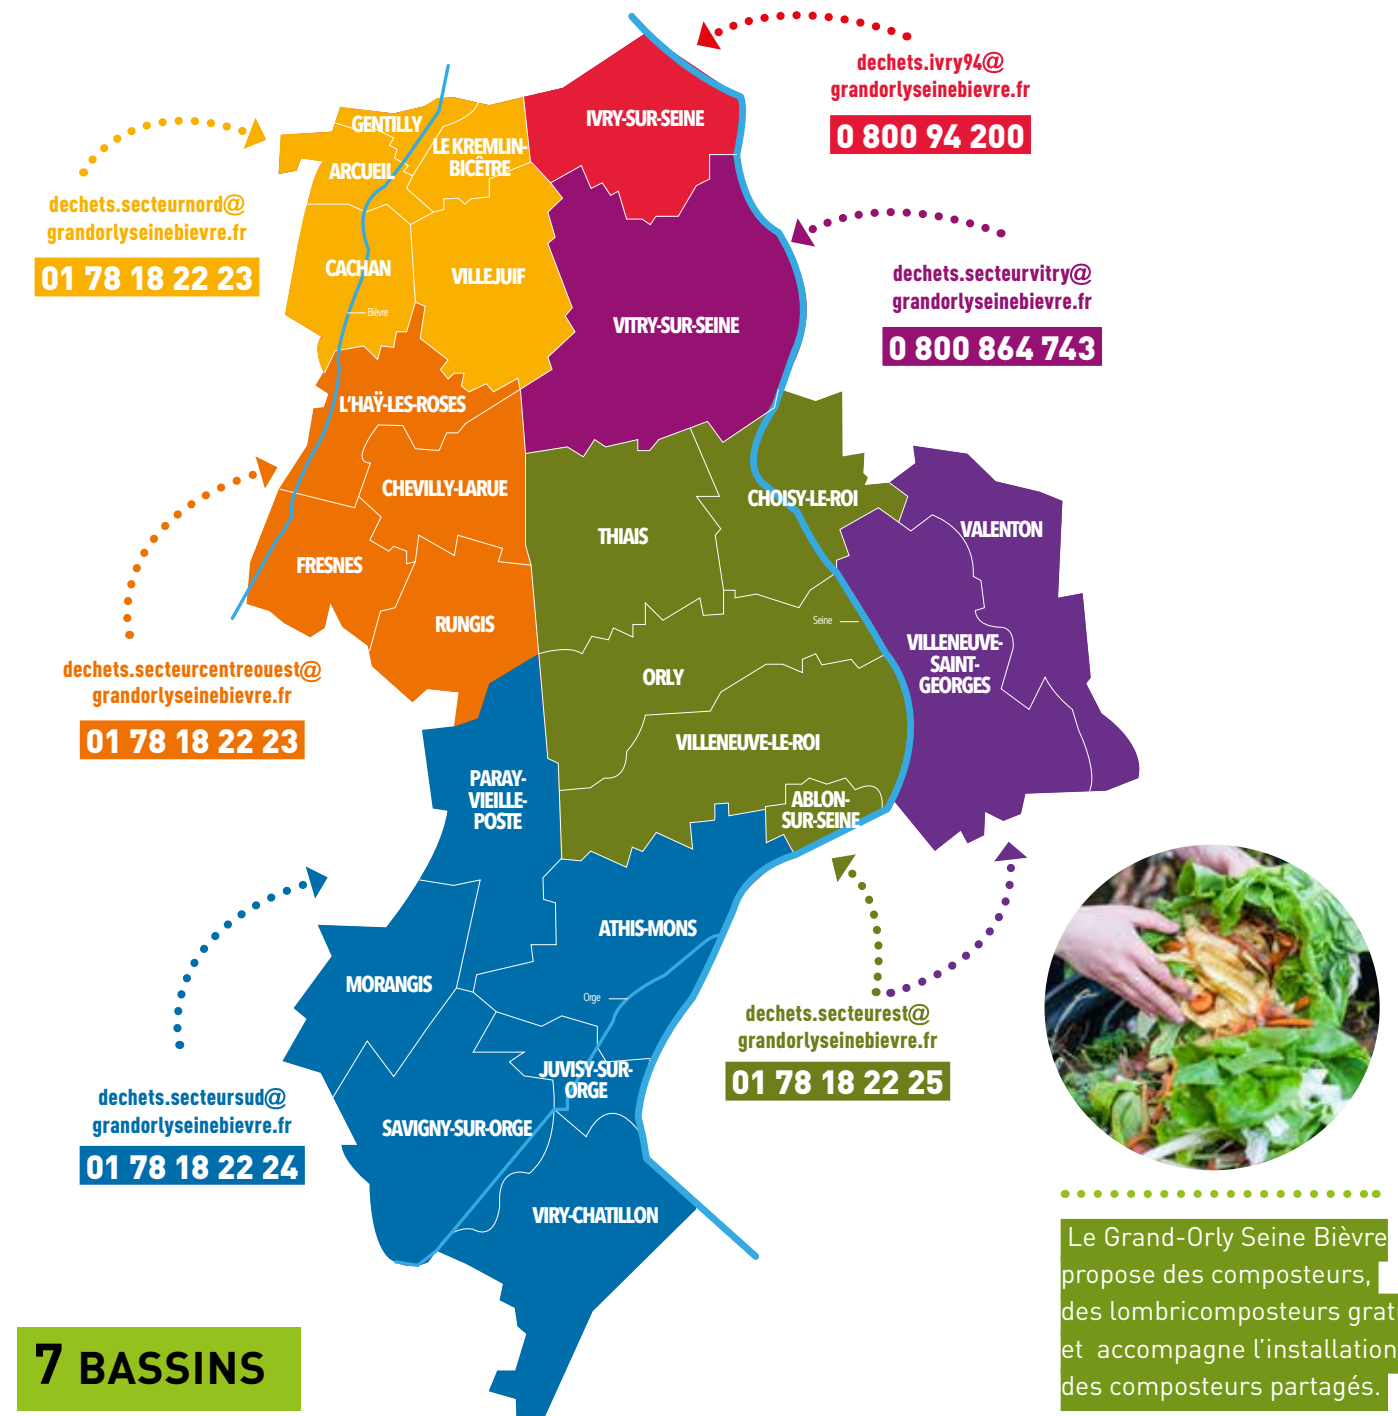 dechets.ivry94@
grandorlyseinebievre.fr
0 800 94 200
IVRY-SUR-SEINE
GENTILLY
LE KREMLIN-
BICÊTRE
ARCUEIL
dechets.secteurnord@
grandorlyseinebievre.fr
01 78 18 22 23
CACHAN
VILLEJUIF
Bièvre
dechets.secteurvitry@
grandorlyseinebievre.fr
0 800 864 743
VITRY-SUR-SEINE
L'HAŸ-LES-ROSES
CHEVILLY-LARUE
FRESNES
RUNGIS
dechets.secteurcentreouest@
grandorlyseinebievre.fr
01 78 18 22 23
THIAIS
CHOISY-LE-ROI
VALENTON
Seine
VILLENEUVE-
SAINT-
GEORGES
ORLY
VILLENEUVE-LE-ROI
ABLON-
SUR-SEINE
PARAY-
VIEILLE-
POSTE
ATHIS-MONS
MORANGIS
Orge
JUVISY-SUR-
ORGE
SAVIGNY-SUR-ORGE
VIRY-CHATILLON
dechets.secteurest@
grandorlyseinebievre.fr
01 78 18 22 25
dechets.secteursud@
grandorlyseinebievre.fr
01 78 18 22 24
7 BASSINS
Le Grand-Orly Seine Bièvre
propose des composteurs,
des lombricomposteurs grat
et accompagne l'installation
des composteurs partagés.